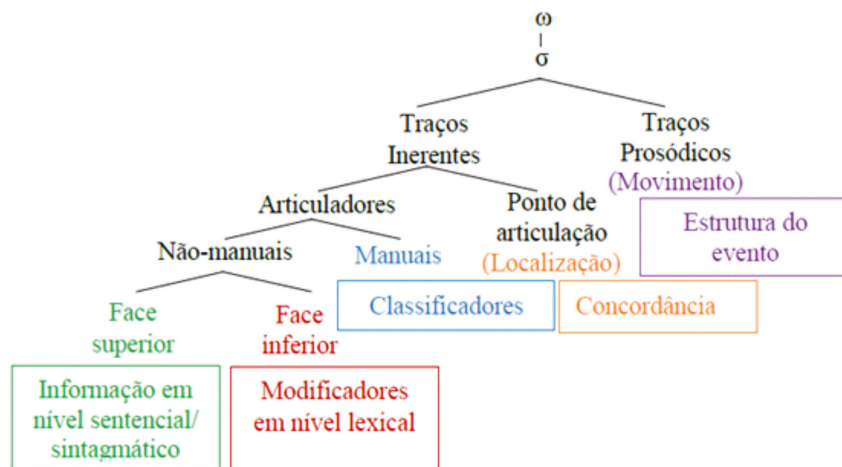 ω
σ
Traços
Inerentes
Traços
Prosódicos
(Movimento)
Estrutura do
evento
Articuladores
Ponto de
articulação
(Localização)
Concordância
Não-manuais
Manuais
Classificadores
Face
superior
Informação em
nível sentencial/
sintagmático
Face
inferior
Modificadores
em nível lexical